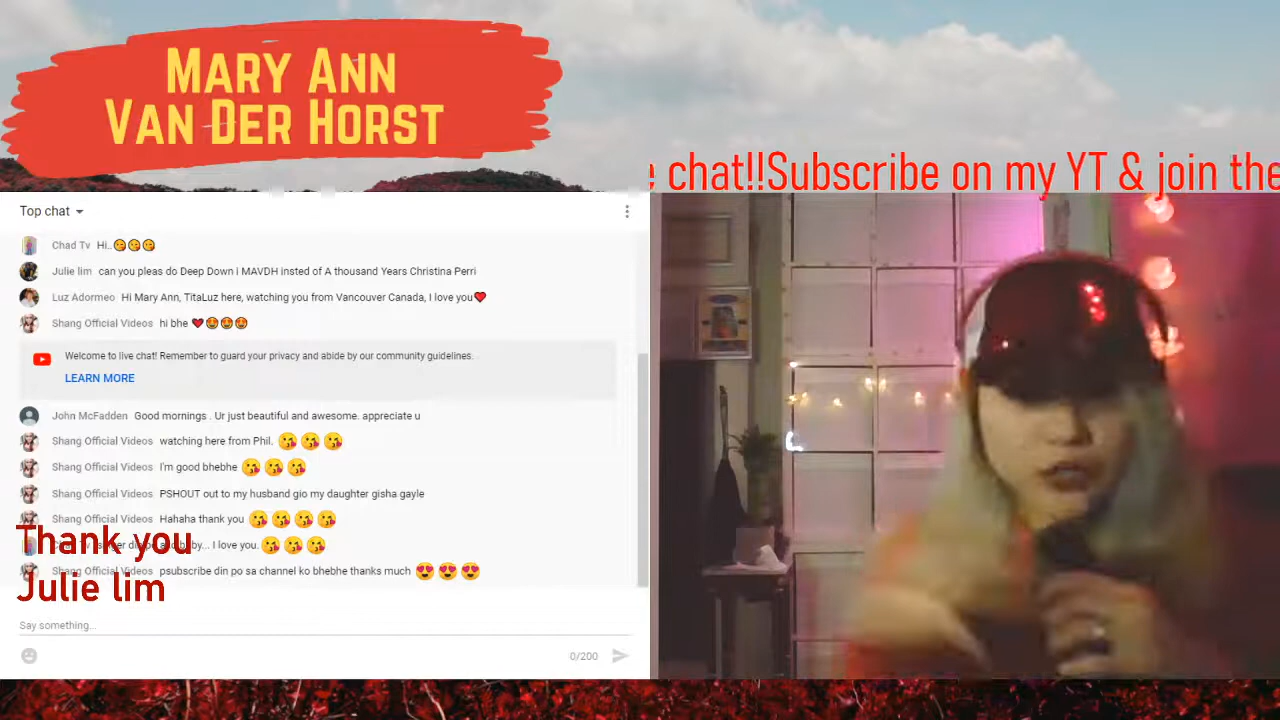 MARY ANN
VAN DER HORST
chat!!Subscribe on my YT & join the
Top chat
Chad Tv Hi..😋😋😋
Julie lim can you pleas do Deep Down i MAVDH insted of A thousand Years Christina Perri
Luz Adormeo Hi Mary Ann, TitaLuz here, watching you from Vancouver Canada, I love you❤
Shang Official Videos hi bhe ❤😍😍😍
Welcome to live chat! Remember to guard your privacy and abide by our community guidelines.
LEARN MORE
John McFadden Good mornings . Ur just beautiful and awesome. appreciate u
Shang Official Videos watching here from Phil. 😘😘😘
Shang Official Videos I'm good bhebhe 😘😘😘
Shang Official Videos PSHOUT out to my husband gio my daughter gisha gayle
Shang Official Videos Hahaha thank you 😘😘😘😘
I love you.😘😘😘
Shang Official Videos psubscribe din po sa channel ko bhebhe thanks much 😍😍😍
Thank you
Julie lim
Say something...
0/200